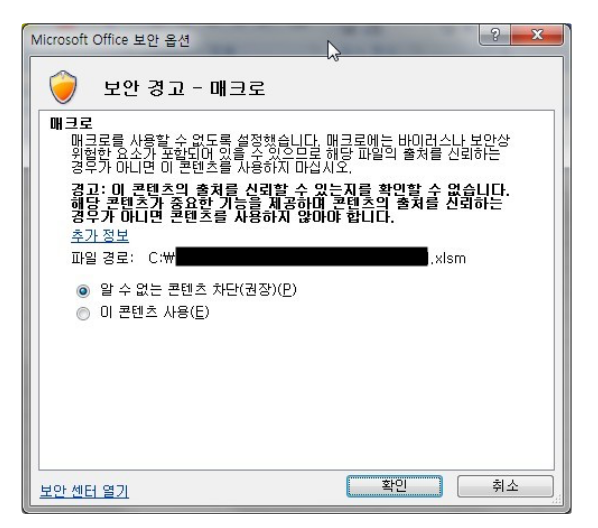 Microsoft Office 보안 옵션
보안 경고 - 매크로
매크로
매크로를 사용할 수 없도록 설정했습니다. 매크로에는 바이러스나 보안상
위험한 요소가 포함되어 있을 수 있으므로 해당 파일의 출처를 신뢰하는
경우가 아니면 이 콘텐츠를 사용하지 마십시오.
경고: 이 콘텐츠의 출처를 신뢰할 수 있는지를 확인할 수 없습니다.
해당 콘텐츠가 중요한 기능을 제공하며 콘텐츠의 출처를 신뢰하는
경우가 아니면 콘텐츠를 사용하지 않아야 합니다.
추가 정보
파일 경로: C:₩ .xlsm
알 수 없는 콘텐츠 차단(권장)(P)
이 콘텐츠 사용(E)
보안 센터 열기
확인
취소